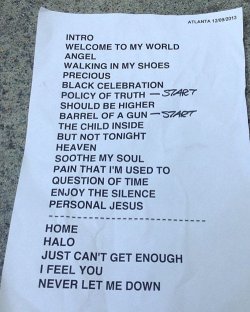 ATLANTA 12/08/2013
INTRO
WELCOME TO MY WORLD
ANGEL
WALKING IN MY SHOES
PRECIOUS
BLACK CELEBRATION
POLICY OF TRUTH – START
SHOULD BE HIGHER
BARREL OF A GUN – START
THE CHILD INSIDE
BUT NOT TONIGHT
HEAVEN
SOOTHE MY SOUL
PAIN THAT I'M USED TO
QUESTION OF TIME
ENJOY THE SILENCE
PERSONAL JESUS
------------------------------
HOME
HALO
JUST CAN'T GET ENOUGH
I FEEL YOU
NEVER LET ME DOWN